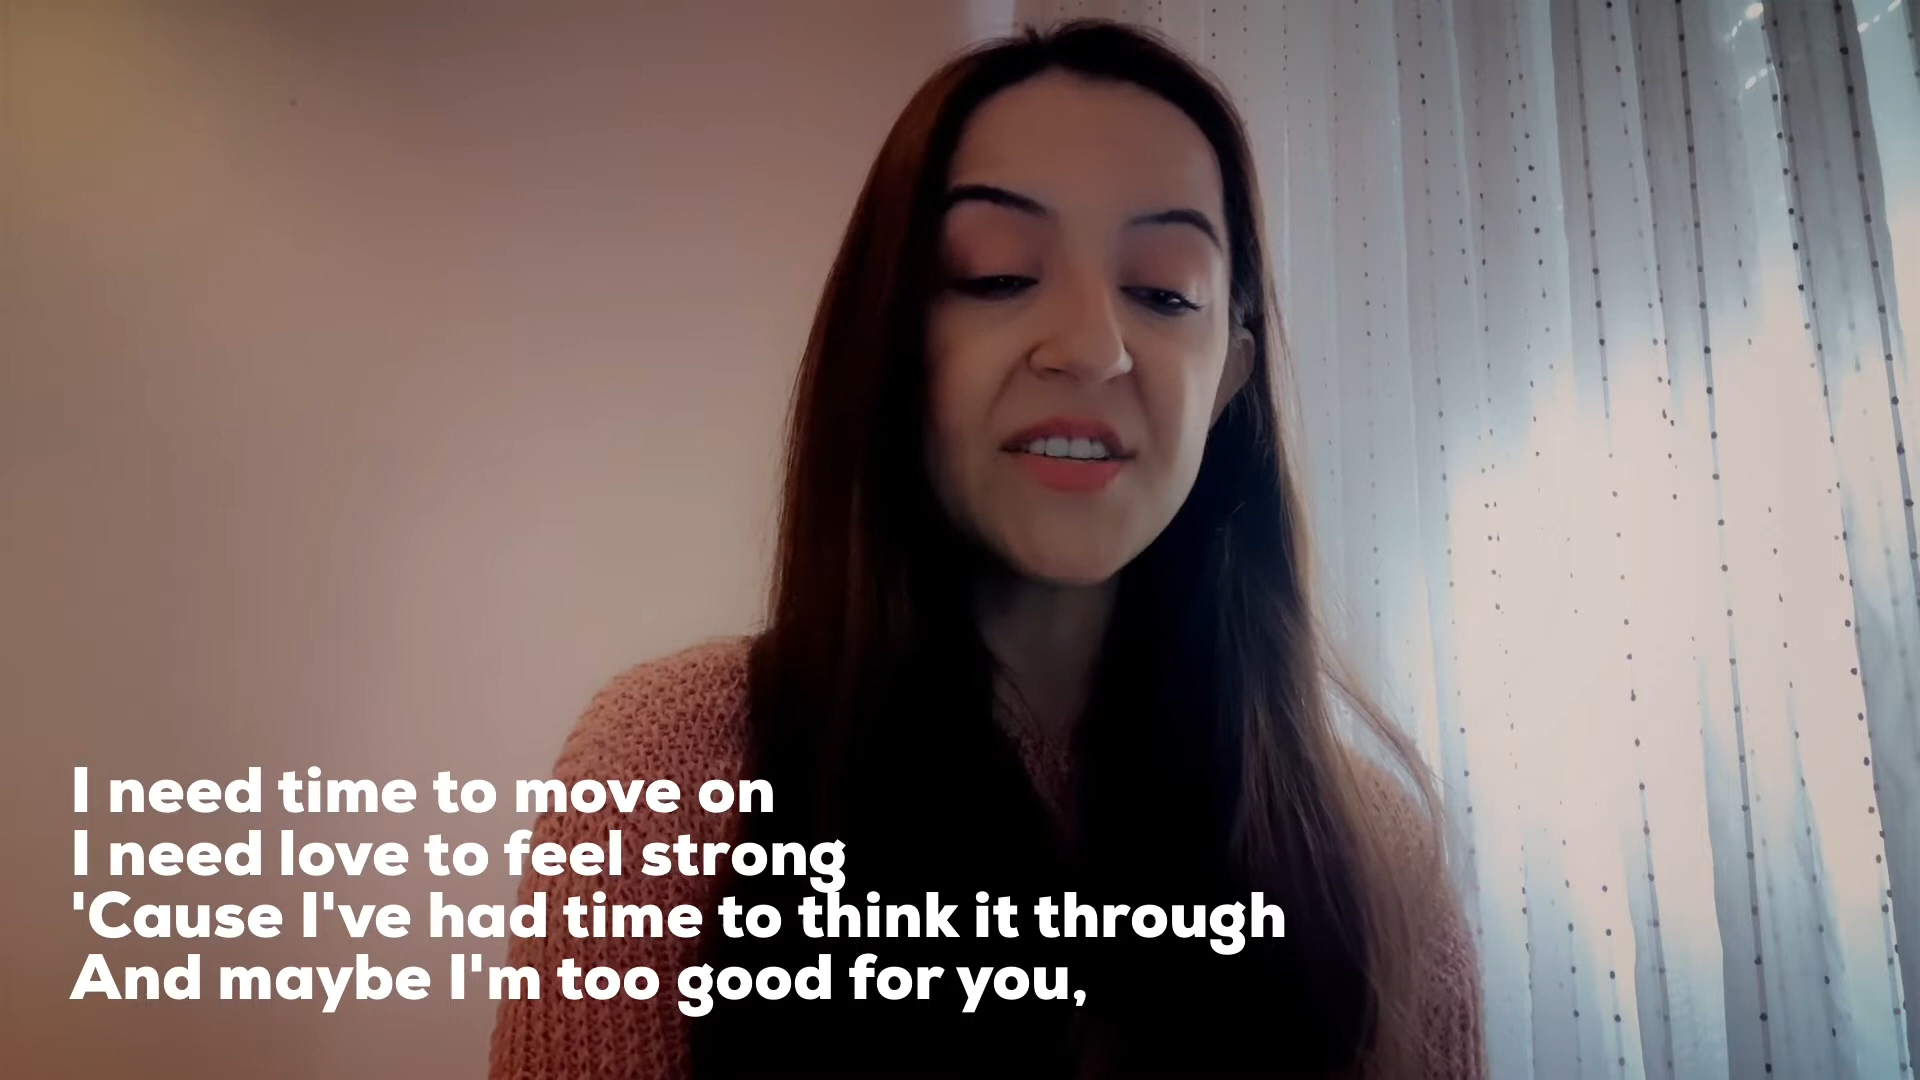 I need time to move on
I need love to feel strong
'Cause I've had time to think it through
And maybe I'm too good for you,